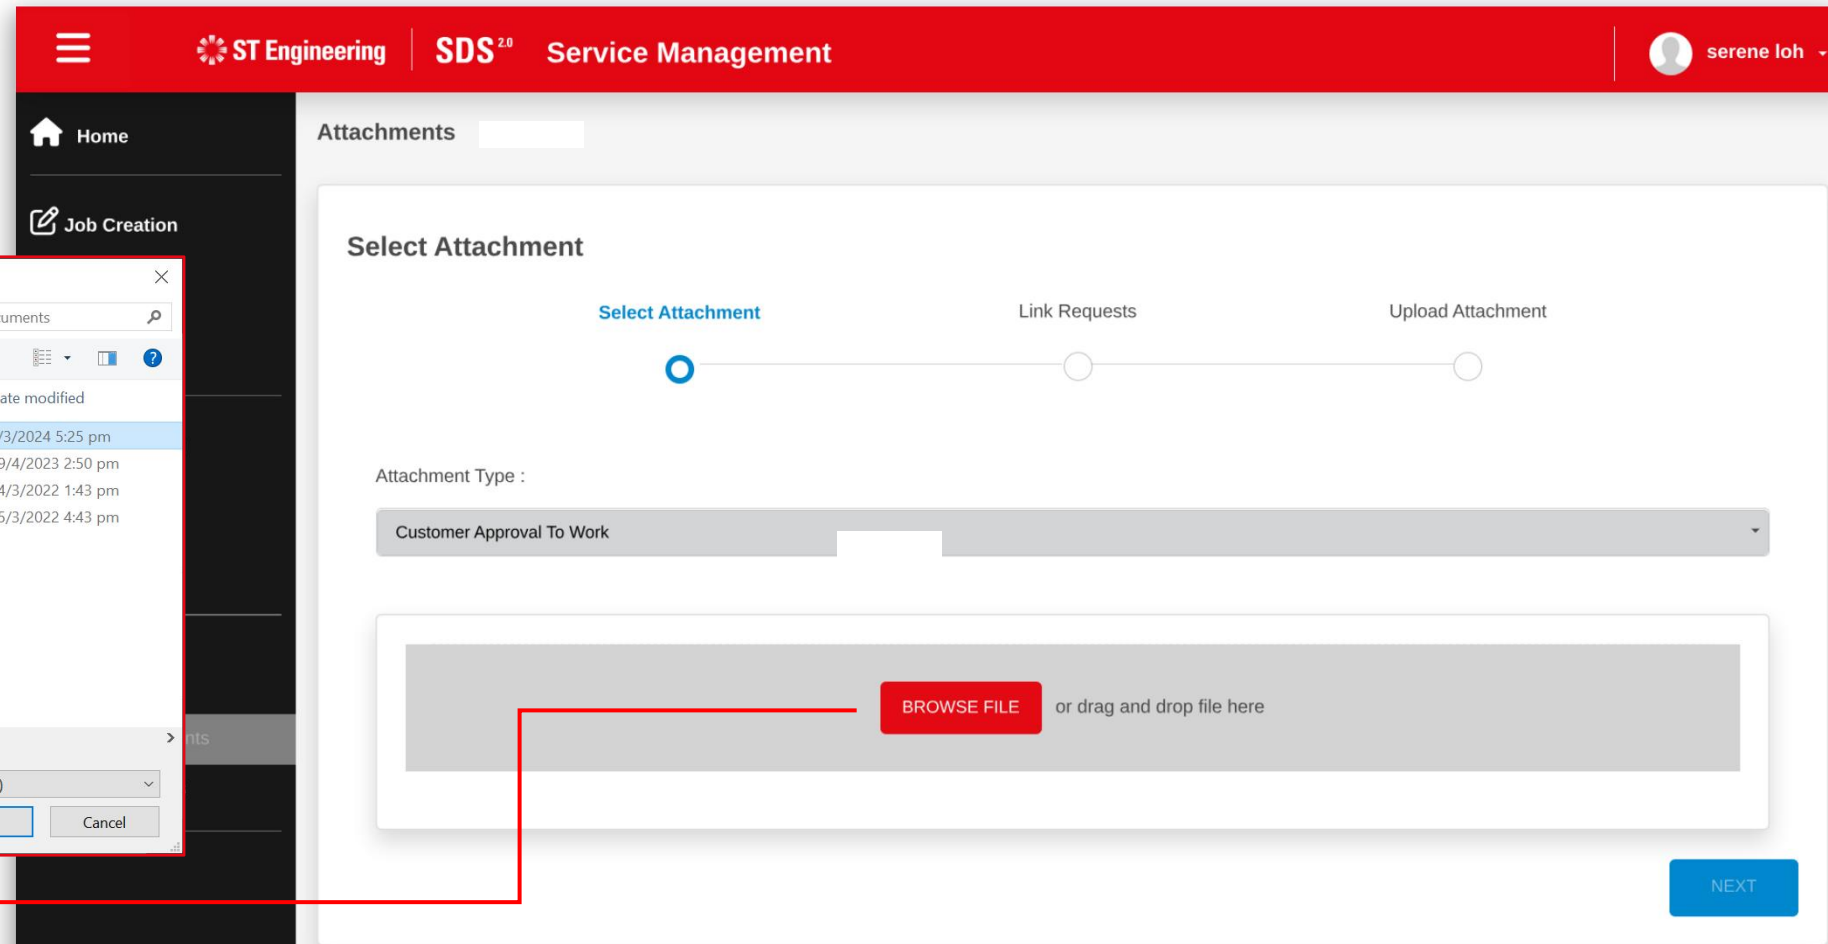 ST Engineering SDS 2.0 Service Management serene loh
Home
Job Creation
Attachments
Select Attachment
Select Attachment Link Requests Upload Attachment
Attachment Type :
Customer Approval To Work
BROWSE FILE or drag and drop file here
NEXT
uments
ate modified
/3/2024 5:25 pm
9/4/2023 2:50 pm
4/3/2022 1:43 pm
5/3/2022 4:43 pm
nts
)
Cancel